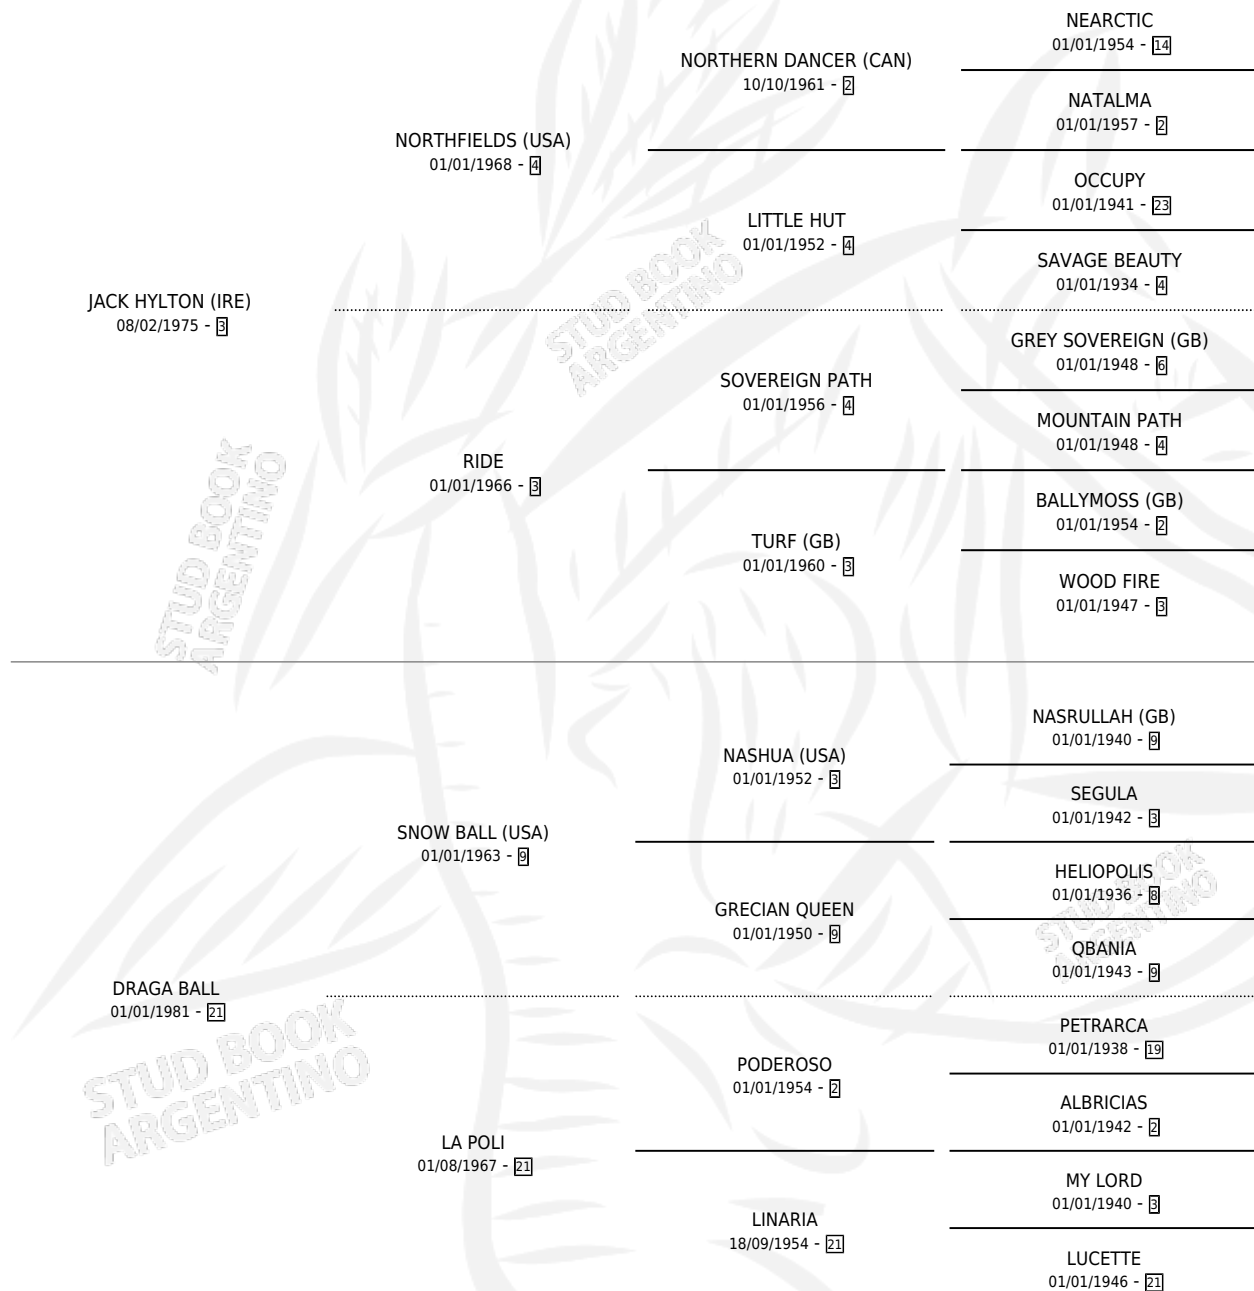 NEARCTIC
01/01/1954 - 14
NORTHERN DANCER (CAN)
10/10/1961 - 2
NATALMA
01/01/1957 - 2
NORTHFIELDS (USA)
01/01/1968 - 4
OCCUPY
01/01/1941 - 23
LITTLE HUT
01/01/1952 - 4
SAVAGE BEAUTY
01/01/1934 - 4
JACK HYLTON (IRE)
08/02/1975 - 3
GREY SOVEREIGN (GB)
01/01/1948 - 6
SOVEREIGN PATH
01/01/1956 - 4
MOUNTAIN PATH
01/01/1948 - 4
RIDE
01/01/1966 - 3
BALLYMOSS (GB)
01/01/1954 - 2
TURF (GB)
01/01/1960 - 3
WOOD FIRE
01/01/1947 - 3
NASRULLAH (GB)
01/01/1940 - 9
NASHUA (USA)
01/01/1952 - 3
SEGULA
01/01/1942 - 3
SNOW BALL (USA)
01/01/1963 - 9
HELIOPOLIS
01/01/1936 - 8
GRECIAN QUEEN
01/01/1950 - 9
QBANIA
01/01/1943 - 9
DRAGA BALL
01/01/1981 - 21
PETRARCA
01/01/1938 - 19
PODEROSO
01/01/1954 - 2
ALBRICIAS
01/01/1942 - 2
LA POLI
01/08/1967 - 21
MY LORD
01/01/1940 - 3
LINARIA
18/09/1954 - 21
LUCETTE
01/01/1946 - 21
STUD BOOK
ARGENTINO
STUD BOOK
ARGENTINO
STUD BOOK
ARGENTINO
STUD BOOK
ARGENTINO